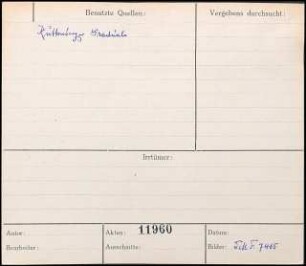 Benutzte Quellen:
Vergebens durchsucht:
Irrtümer:
Autor:
Akten: 11960
Datum:
Bearbeiter:
Ausschnitte:
Bilder: